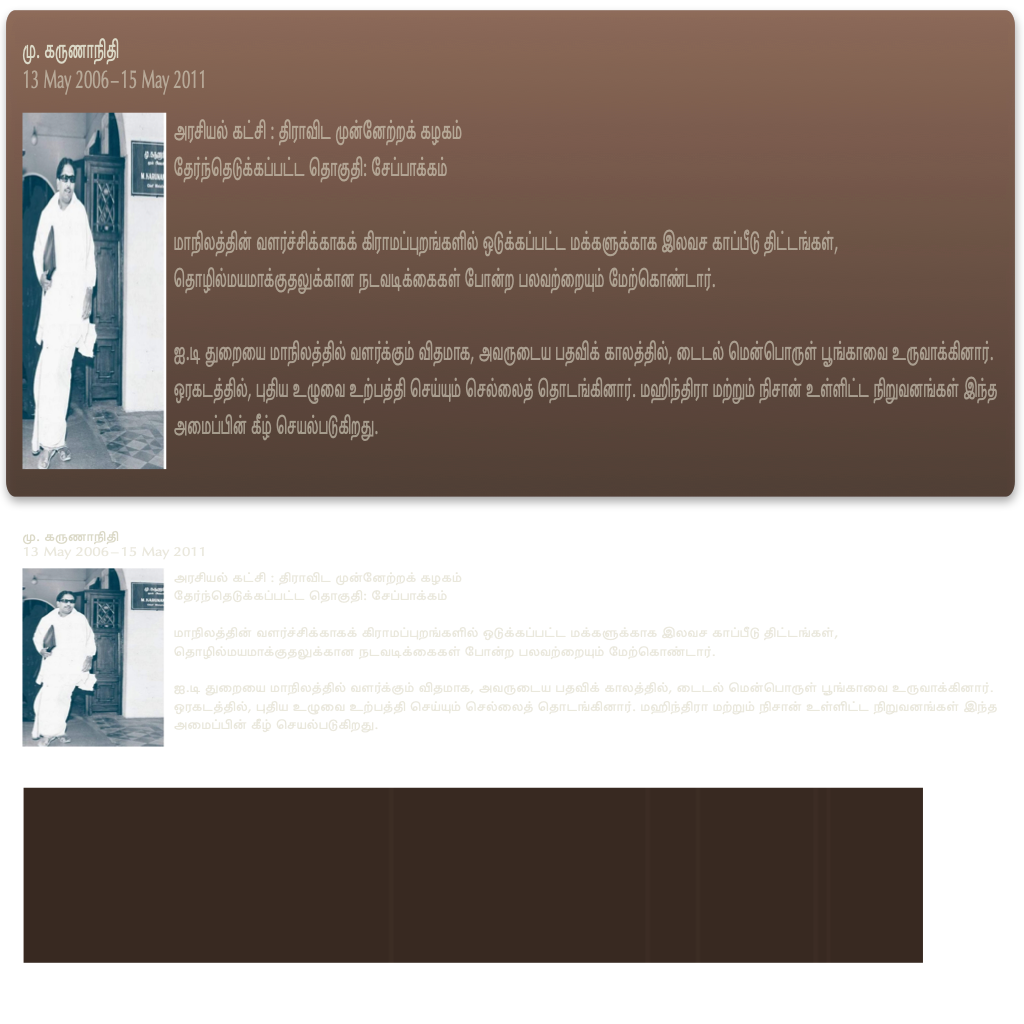 மு. கருணாநிதி
13 May 2006–15 May 2011
அரசியல் கட்சி : திராவிட முன்னேற்றக் கழகம்
தேர்ந்தெடுக்கப்பட்ட தொகுதி: சேப்பாக்கம்
மாநிலத்தின் வளர்ச்சிக்காகக் கிராமப்புறங்களில் ஒடுக்கப்பட்ட மக்களுக்காக இலவச காப்பீடு திட்டங்கள்,
தொழில்மயமாக்குதலுக்கான நடவடிக்கைகள் போன்ற பலவற்றையும் மேற்கொண்டார்.
ஐ.டி துறையை மாநிலத்தில் வளர்க்கும் விதமாக, அவருடைய பதவிக் காலத்தில், டைடல் மென்பொருள் பூங்காவை உருவாக்கினார்.
ஒரகடத்தில், புதிய உழுவை உற்பத்தி செய்யும் செல்லைத் தொடங்கினார். மஹிந்திரா மற்றும் நிசான் உள்ளிட்ட நிறுவனங்கள் இந்த
அமைப்பின் கீழ் செயல்படுகிறது.
மு. கருணாநிதி
13 May 2006–15 May 2011
அரசியல் கட்சி : திராவிட முன்னேற்றக் கழகம்
தேர்ந்தெடுக்கப்பட்ட தொகுதி: சேப்பாக்கம்
மாநிலத்தின் வளர்ச்சிக்காகக் கிராமப்புறங்களில் ஒடுக்கப்பட்ட மக்களுக்காக இலவச காப்பீடு திட்டங்கள்,
தொழில்மயமாக்குதலுக்கான நடவடிக்கைகள் போன்ற பலவற்றையும் மேற்கொண்டார்.
ஐ.டி துறையை மாநிலத்தில் வளர்க்கும் விதமாக, அவருடைய பதவிக் காலத்தில், டைடல் மென்பொருள் பூங்காவை உருவாக்கினார்.
ஒரகடத்தில், புதிய உழுவை உற்பத்தி செய்யும் செல்லைத் தொடங்கினார். மஹிந்திரா மற்றும் நிசான் உள்ளிட்ட நிறுவனங்கள் இந்த
அமைப்பின் கீழ் செயல்படுகிறது.